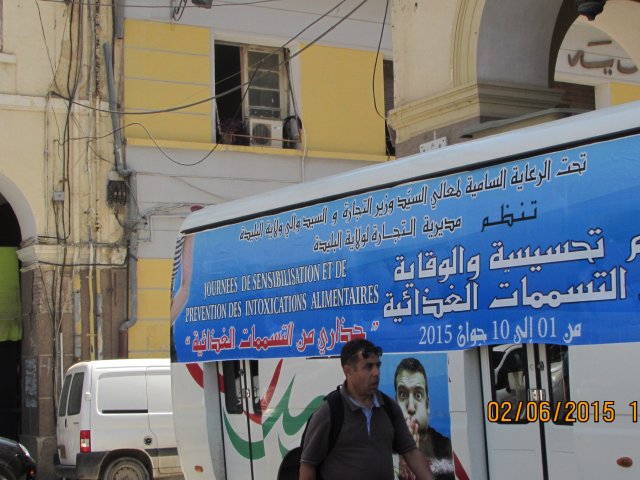 تحت الرعاية السامية لمعالي السيد وزير التجارة و السيد والي ولاية البليدة
تنظم
مديرية التجارة لولاية البليدة
JOURNEES DE SENSIBILISATION ET DE
PREVENTION DES INTOXICATIONS ALIMENTAIRES
تحسيسية والوقاية
التسممات الغذائية
" حذاري من التسممات الغذائية "
من 01 إلى 10 جوان 2015
02/06/2015